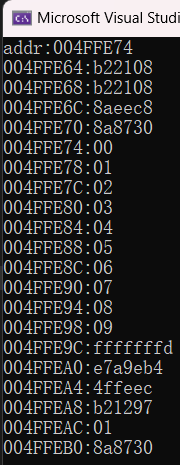 Microsoft Visual Studi
addr:004FFE74
004FFE64:b22108
004FFE68:b22108
004FFE6C:8aeec8
004FFE70:8a8730
004FFE74:00
004FFE78:01
004FFE7C:02
004FFE80:03
004FFE84:04
004FFE88:05
004FFE8C:06
004FFE90:07
004FFE94:08
004FFE98:09
004FFE9C:fffffffd
004FFEA0:e7a9eb4
004FFEA4:4ffeec
004FFEA8:b21297
004FFEAC:01
004FFEB0:8a8730